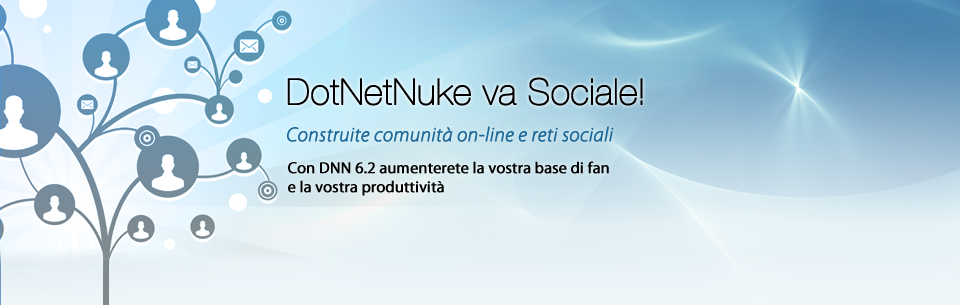 DotNetNuke va Sociale!
Construite comunità on-line e reti sociali
Con DNN 6.2 aumenterete la vostra base di fan
e la vostra produttività